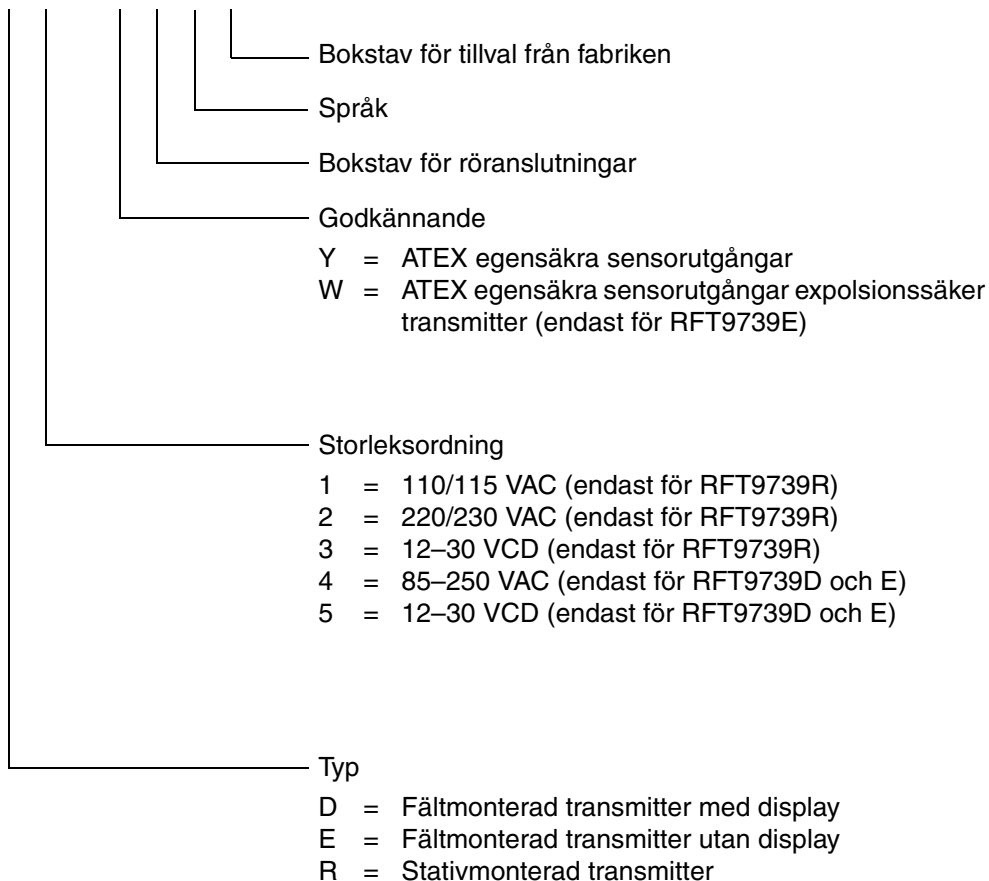 Bokstav för tillval från fabriken
Språk
Bokstav för röranslutningar
Godkännande
Y = ATEX egensäkra sensorutgångar
W = ATEX egensäkra sensorutgångar expolsionssäker
transmitter (endast för RFT9739E)
Storleksordning
1 = 110/115 VAC (endast för RFT9739R)
2 = 220/230 VAC (endast för RFT9739R)
3 = 12–30 VCD (endast för RFT9739R)
4 = 85–250 VAC (endast för RFT9739D och E)
5 = 12–30 VCD (endast för RFT9739D och E)
Typ
D = Fältmonterad transmitter med display
E = Fältmonterad transmitter utan display
R = Stativmonterad transmitter